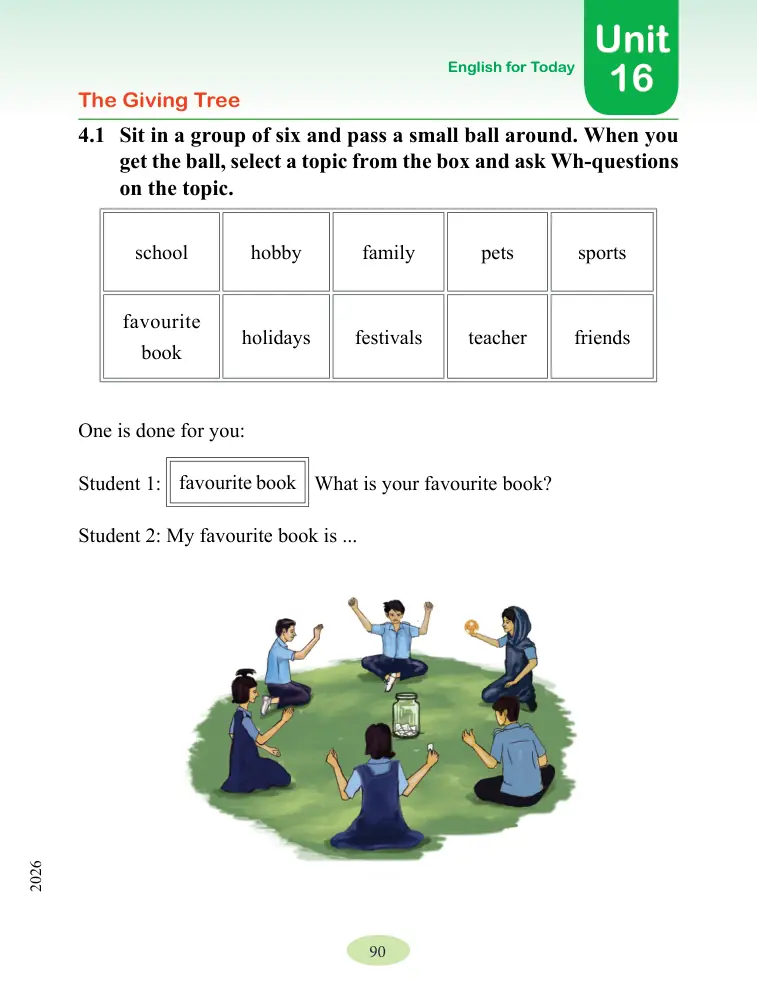 Unit
16
English for Today
The Giving Tree
4.1 Sit in a group of six and pass a small ball around. When you
get the ball, select a topic from the box and ask Wh-questions
on the topic.
school hobby family pets sports
favourite book holidays festivals teacher friends
One is done for you:
Student 1: favourite book What is your favourite book?
Student 2: My favourite book is ...
2026
90